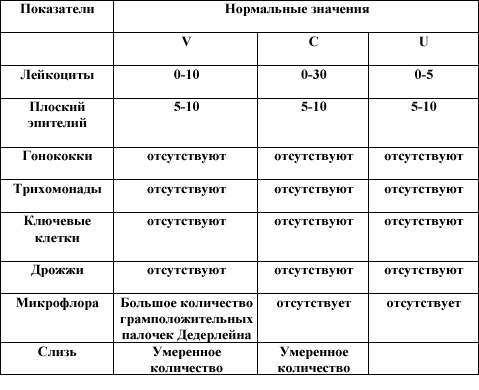 Показатели Нормальные значения
V C U
Лейкоциты 0-10 0-30 0-5
Плоский 5-10 5-10 5-10
эпителий
Гонококки отсутствуют отсутствуют отсутствуют
Трихомонады отсутствуют отсутствуют отсутствуют
Ключевые отсутствуют отсутствуют отсутствуют
клетки
Дрожжи отсутствуют отсутствуют отсутствуют
Микрофлора Большое количество отсутствует отсутствует
грамположительных
палочек Дедерлейна
Слизь Умеренное Умеренное
количество количество